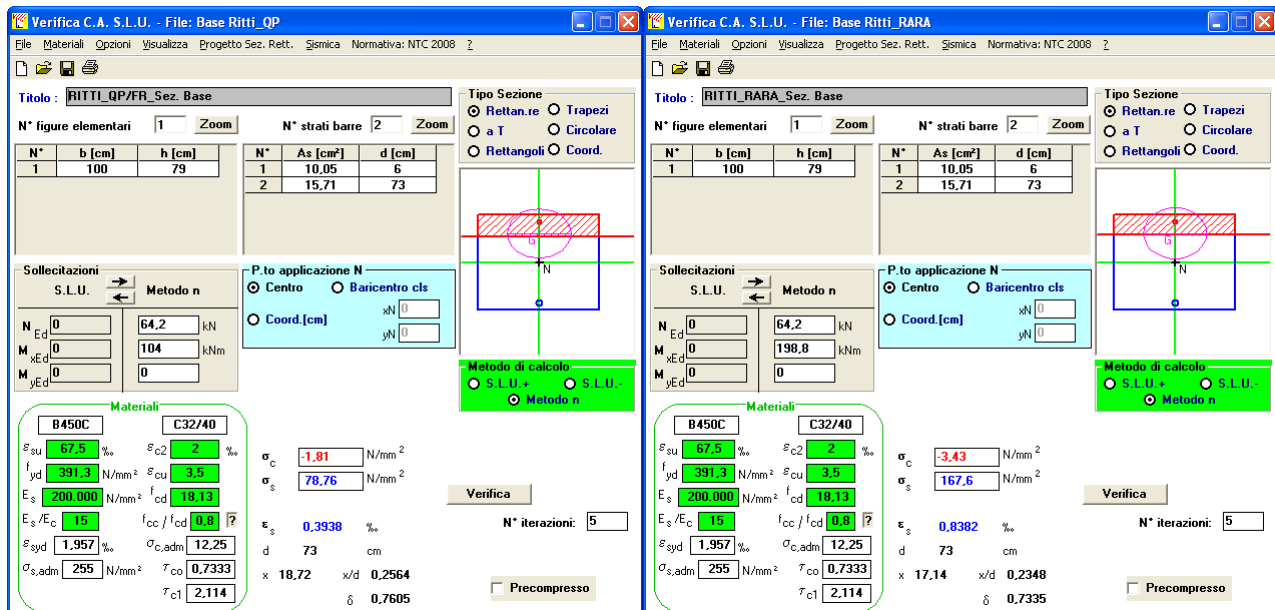 Verifica C.A. S.L.U. - File: Base Ritti_QP
File Materiali Opzioni Visualizza Progetto Sez. Rett. Sismica Normativa: NTC 2008 ?
Titolo : RITTI_QP/FR_Sez. Base
N° figure elementari 1 Zoom N° strati barre 2 Zoom
N° b [cm] h [cm]
1 100 79
N° As [cm²] d [cm]
1 10,05 6
2 15,71 73
Tipo Sezione
Rettan.re Trapezi
a T Circolare
Rettangoli Coord.
G
N
Sollecitazioni
S.L.U. Metodo n
N Ed 0 64,2 kN
M xEd 0 104 kNm
M yEd 0 0
P.to applicazione N
Centro Baricentro cls
Coord.[cm] xN 0
yN 0
Metodo di calcolo
S.L.U.+ S.L.U.-
Metodo n
Materiali
B450C C32/40
εsu 67,5 ‰ εc2 2 ‰
fyd 391,3 N/mm² εcu 3,5
Es 200.000 N/mm² fcd 18,13
Es/Ec 15 fcc / fcd 0,8 ?
εsyd 1,957 ‰ σc,adm 12,25
σs,adm 255 N/mm² τco 0,7333
τc1 2,114
σc -1,81 N/mm²
σs 78,76 N/mm²
εs 0,3938 ‰
d 73 cm
x 18,72 x/d 0,2564
δ 0,7605
Verifica
N° iterazioni: 5
Precompresso
Verifica C.A. S.L.U. - File: Base Ritti_RARA
File Materiali Opzioni Visualizza Progetto Sez. Rett. Sismica Normativa: NTC 2008 ?
Titolo : RITTI_RARA_Sez. Base
N° figure elementari 1 Zoom N° strati barre 2 Zoom
N° b [cm] h [cm]
1 100 79
N° As [cm²] d [cm]
1 10,05 6
2 15,71 73
Tipo Sezione
Rettan.re Trapezi
a T Circolare
Rettangoli Coord.
G
N
Sollecitazioni
S.L.U. Metodo n
N Ed 0 64,2 kN
M xEd 0 198,8 kNm
M yEd 0 0
P.to applicazione N
Centro Baricentro cls
Coord.[cm] xN 0
yN 0
Metodo di calcolo
S.L.U.+ S.L.U.-
Metodo n
Materiali
B450C C32/40
εsu 67,5 ‰ εc2 2 ‰
fyd 391,3 N/mm² εcu 3,5
Es 200.000 N/mm² fcd 18,13
Es/Ec 15 fcc / fcd 0,8 ?
εsyd 1,957 ‰ σc,adm 12,25
σs,adm 255 N/mm² τco 0,7333
τc1 2,114
σc -3,43 N/mm²
σs 167,6 N/mm²
εs 0,8382 ‰
d 73 cm
x 17,14 x/d 0,2348
δ 0,7335
Verifica
N° iterazioni: 5
Precompresso